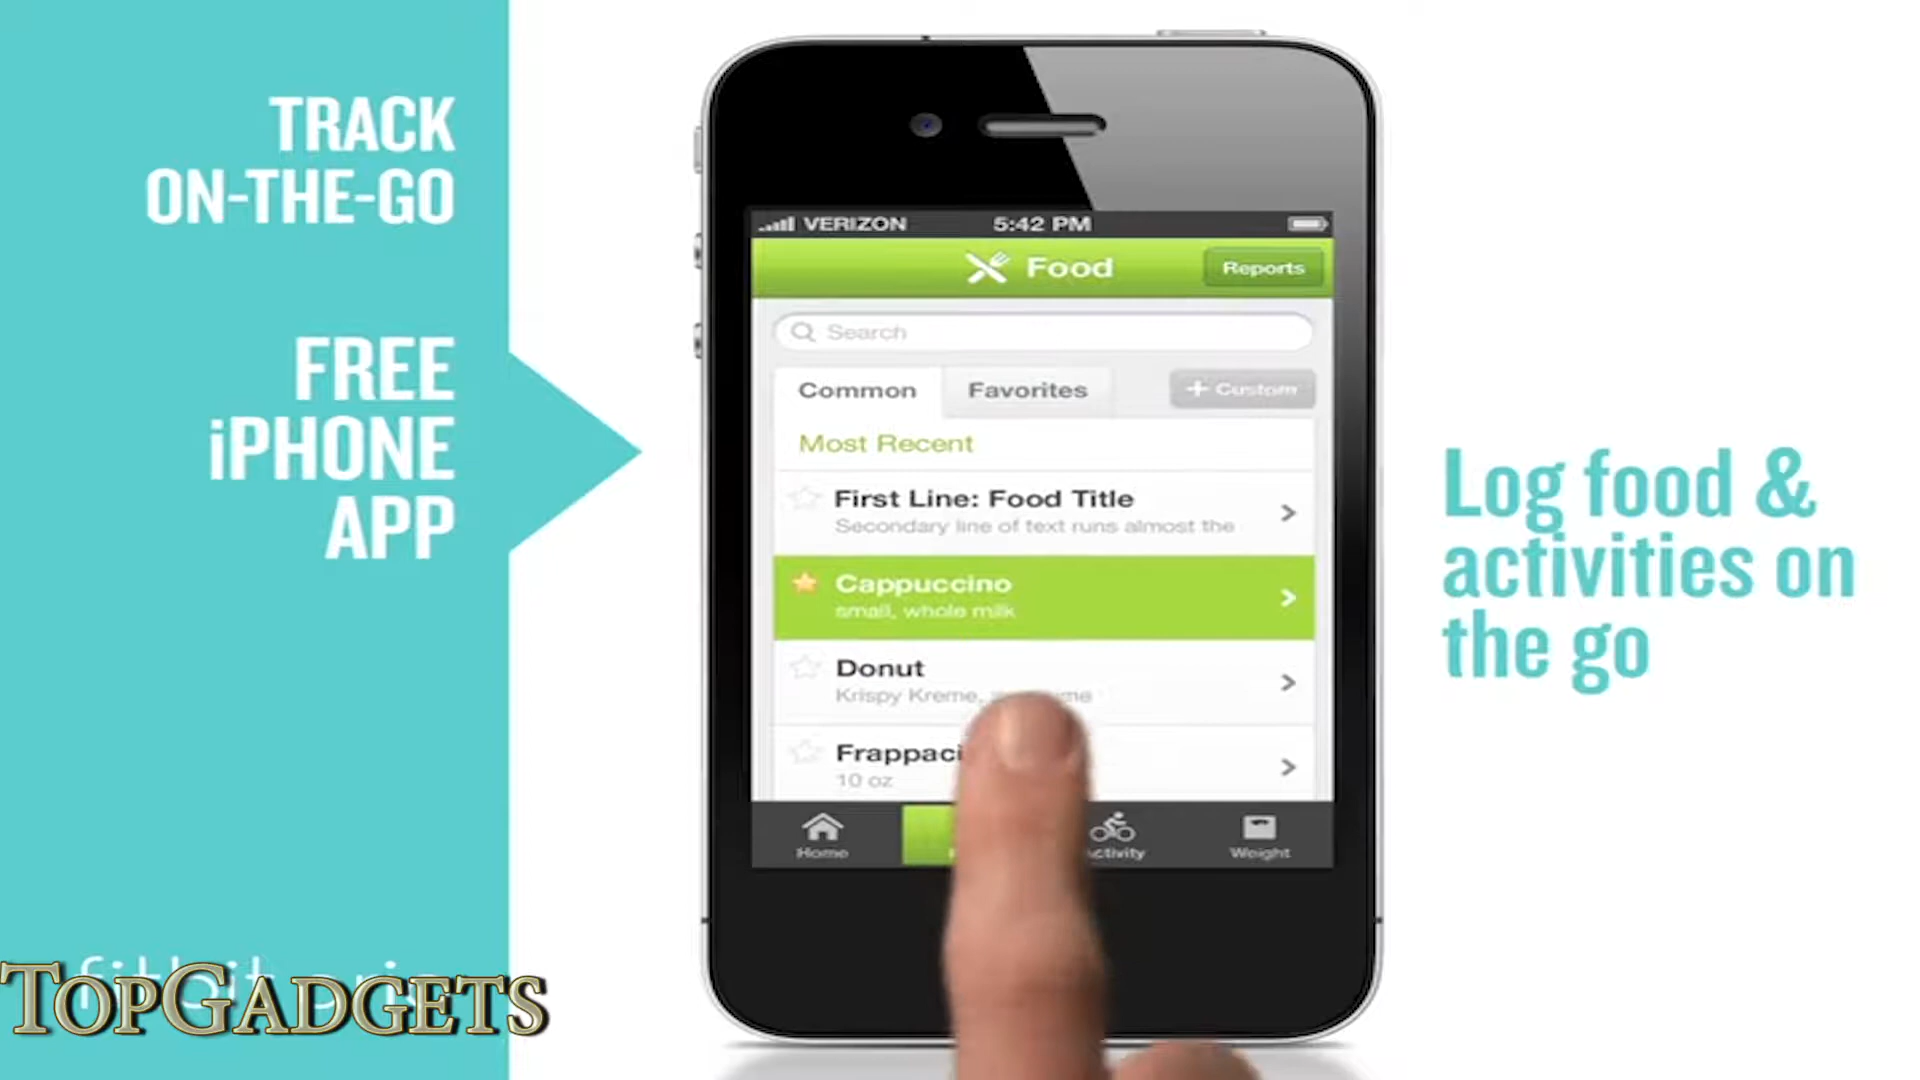 TRACK
ON-THE-GO
FREE
iPHONE
APP
VERIZON 5:42 PM
Food
Reports
Search
Common Favorites + Custom
Most Recent
First Line: Food Title
Secondary line of text runs almost the
Cappuccino
small, whole milk
Donut
Krispy Kreme,
10 oz
Home
Weight
Log food &
activities on
the go
fitbit
TOPGADGETS